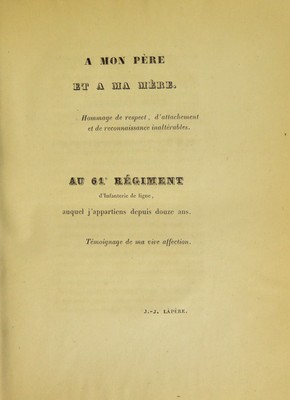 A MON PÈRE
ET A MA MÈRE.
Hommage de respect, d'attachement
et de reconnaissance inaltérables.
AU 61e RÉGIMENT
d'Infanterie de ligne,
auquel j'appartiens depuis douze ans.
Témoignage de ma vive affection.
J.-J. LAPÈRE.